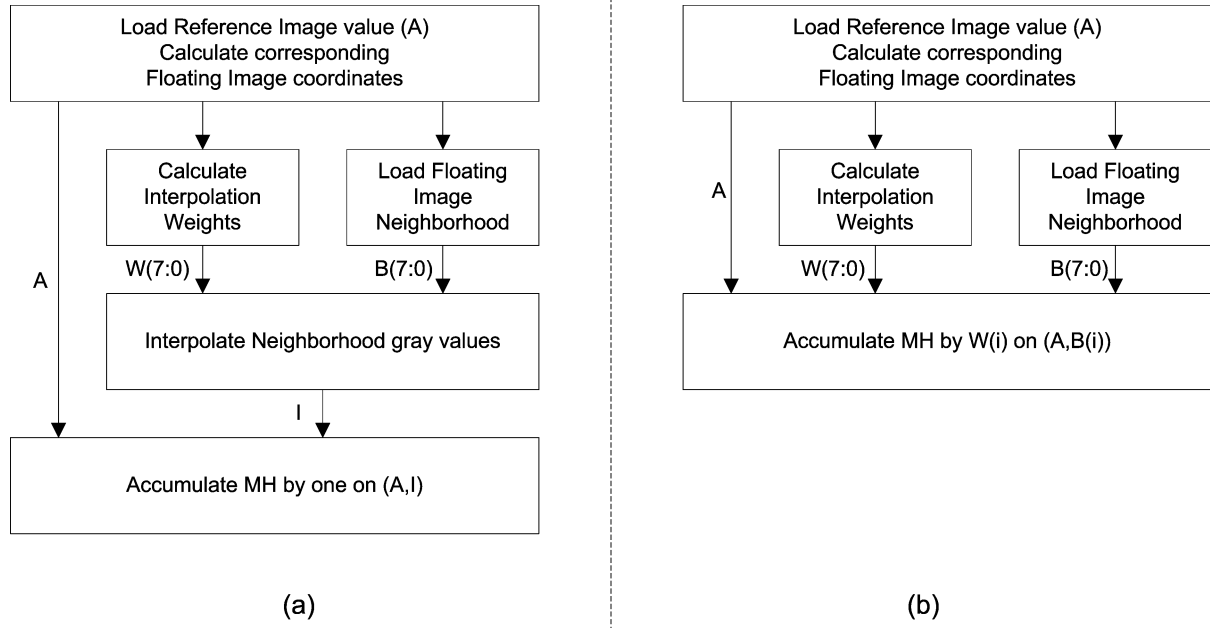 Load Reference Image value (A)
Calculate corresponding
Floating Image coordinates
Calculate
Interpolation
Weights
Load Floating
Image
Neighborhood
A
W(7:0)
B(7:0)
Interpolate Neighborhood gray values
I
Accumulate MH by one on (A,I)
(a)
Load Reference Image value (A)
Calculate corresponding
Floating Image coordinates
A
Calculate
Interpolation
Weights
Load Floating
Image
Neighborhood
W(7:0)
B(7:0)
Accumulate MH by W(i) on (A,B(i))
(b)